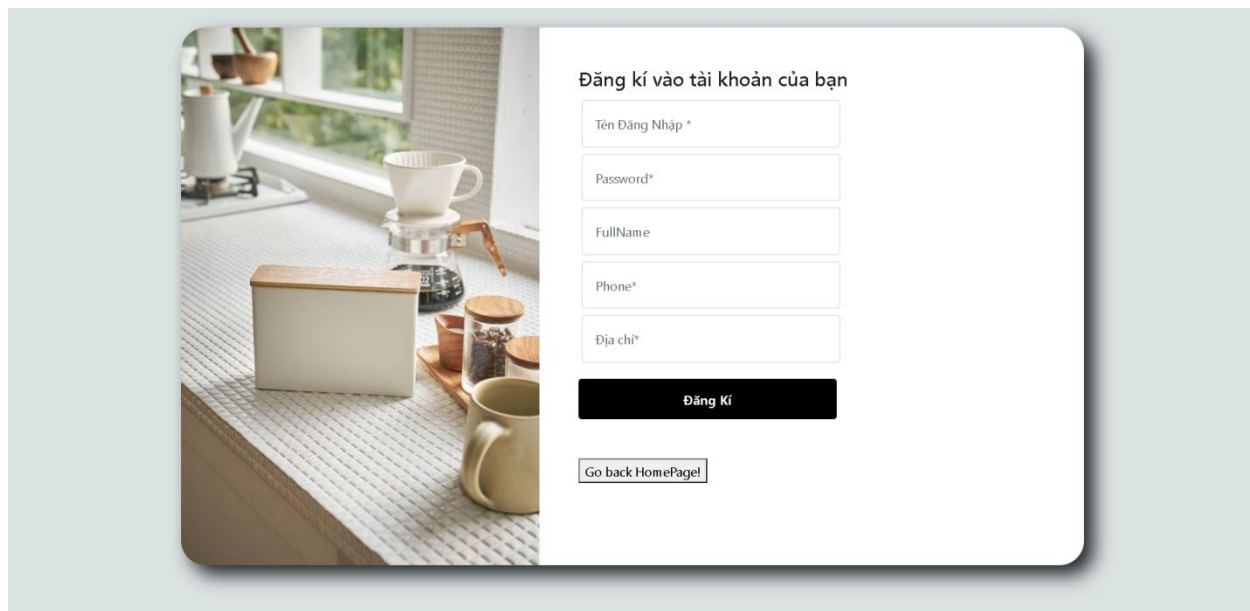 Đăng kí vào tài khoản của bạn
Tên Đăng Nhập *
Password*
FullName
Phone*
Địa chỉ*
Đăng Kí
Go back HomePage!